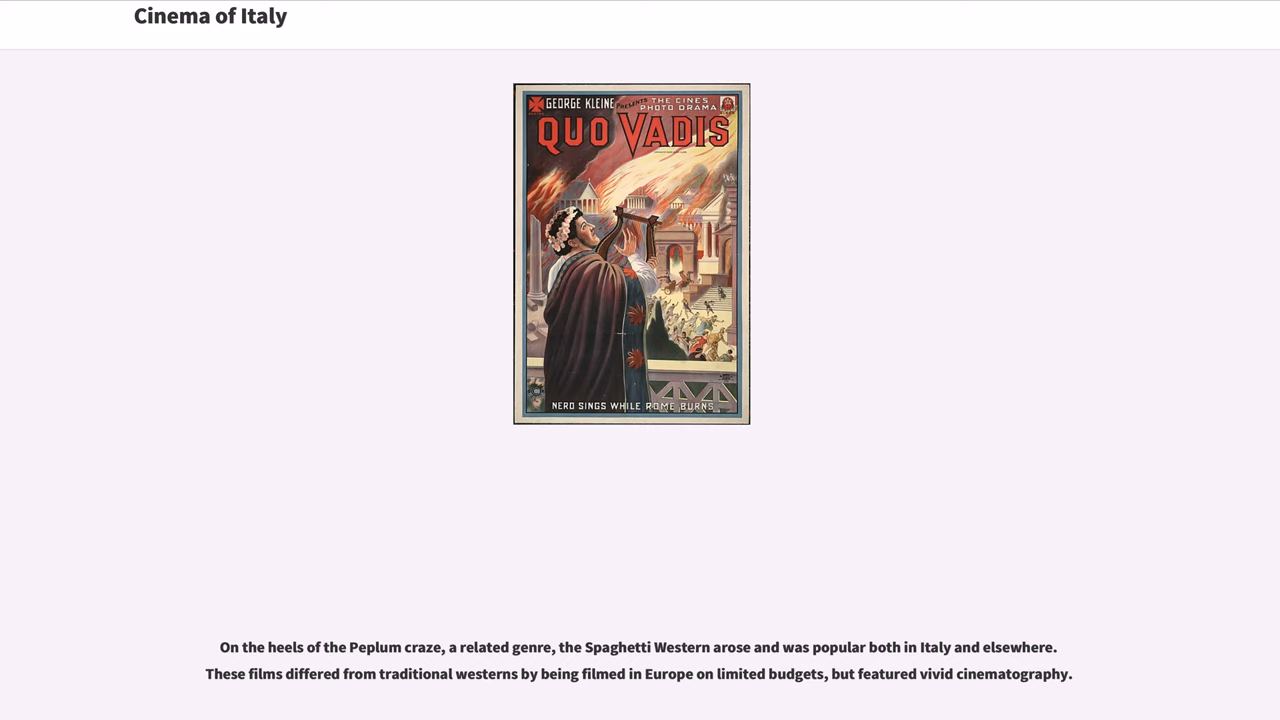 Cinema of Italy
GEORGE KLEINE PRESENTS THE CINES
PHOTO DRAMA
QUO VADIS
NERO SINGS WHILE ROME BURNS
On the heels of the Peplum craze, a related genre, the Spaghetti Western arose and was popular both in Italy and elsewhere.
These films differed from traditional westerns by being filmed in Europe on limited budgets, but featured vivid cinematography.